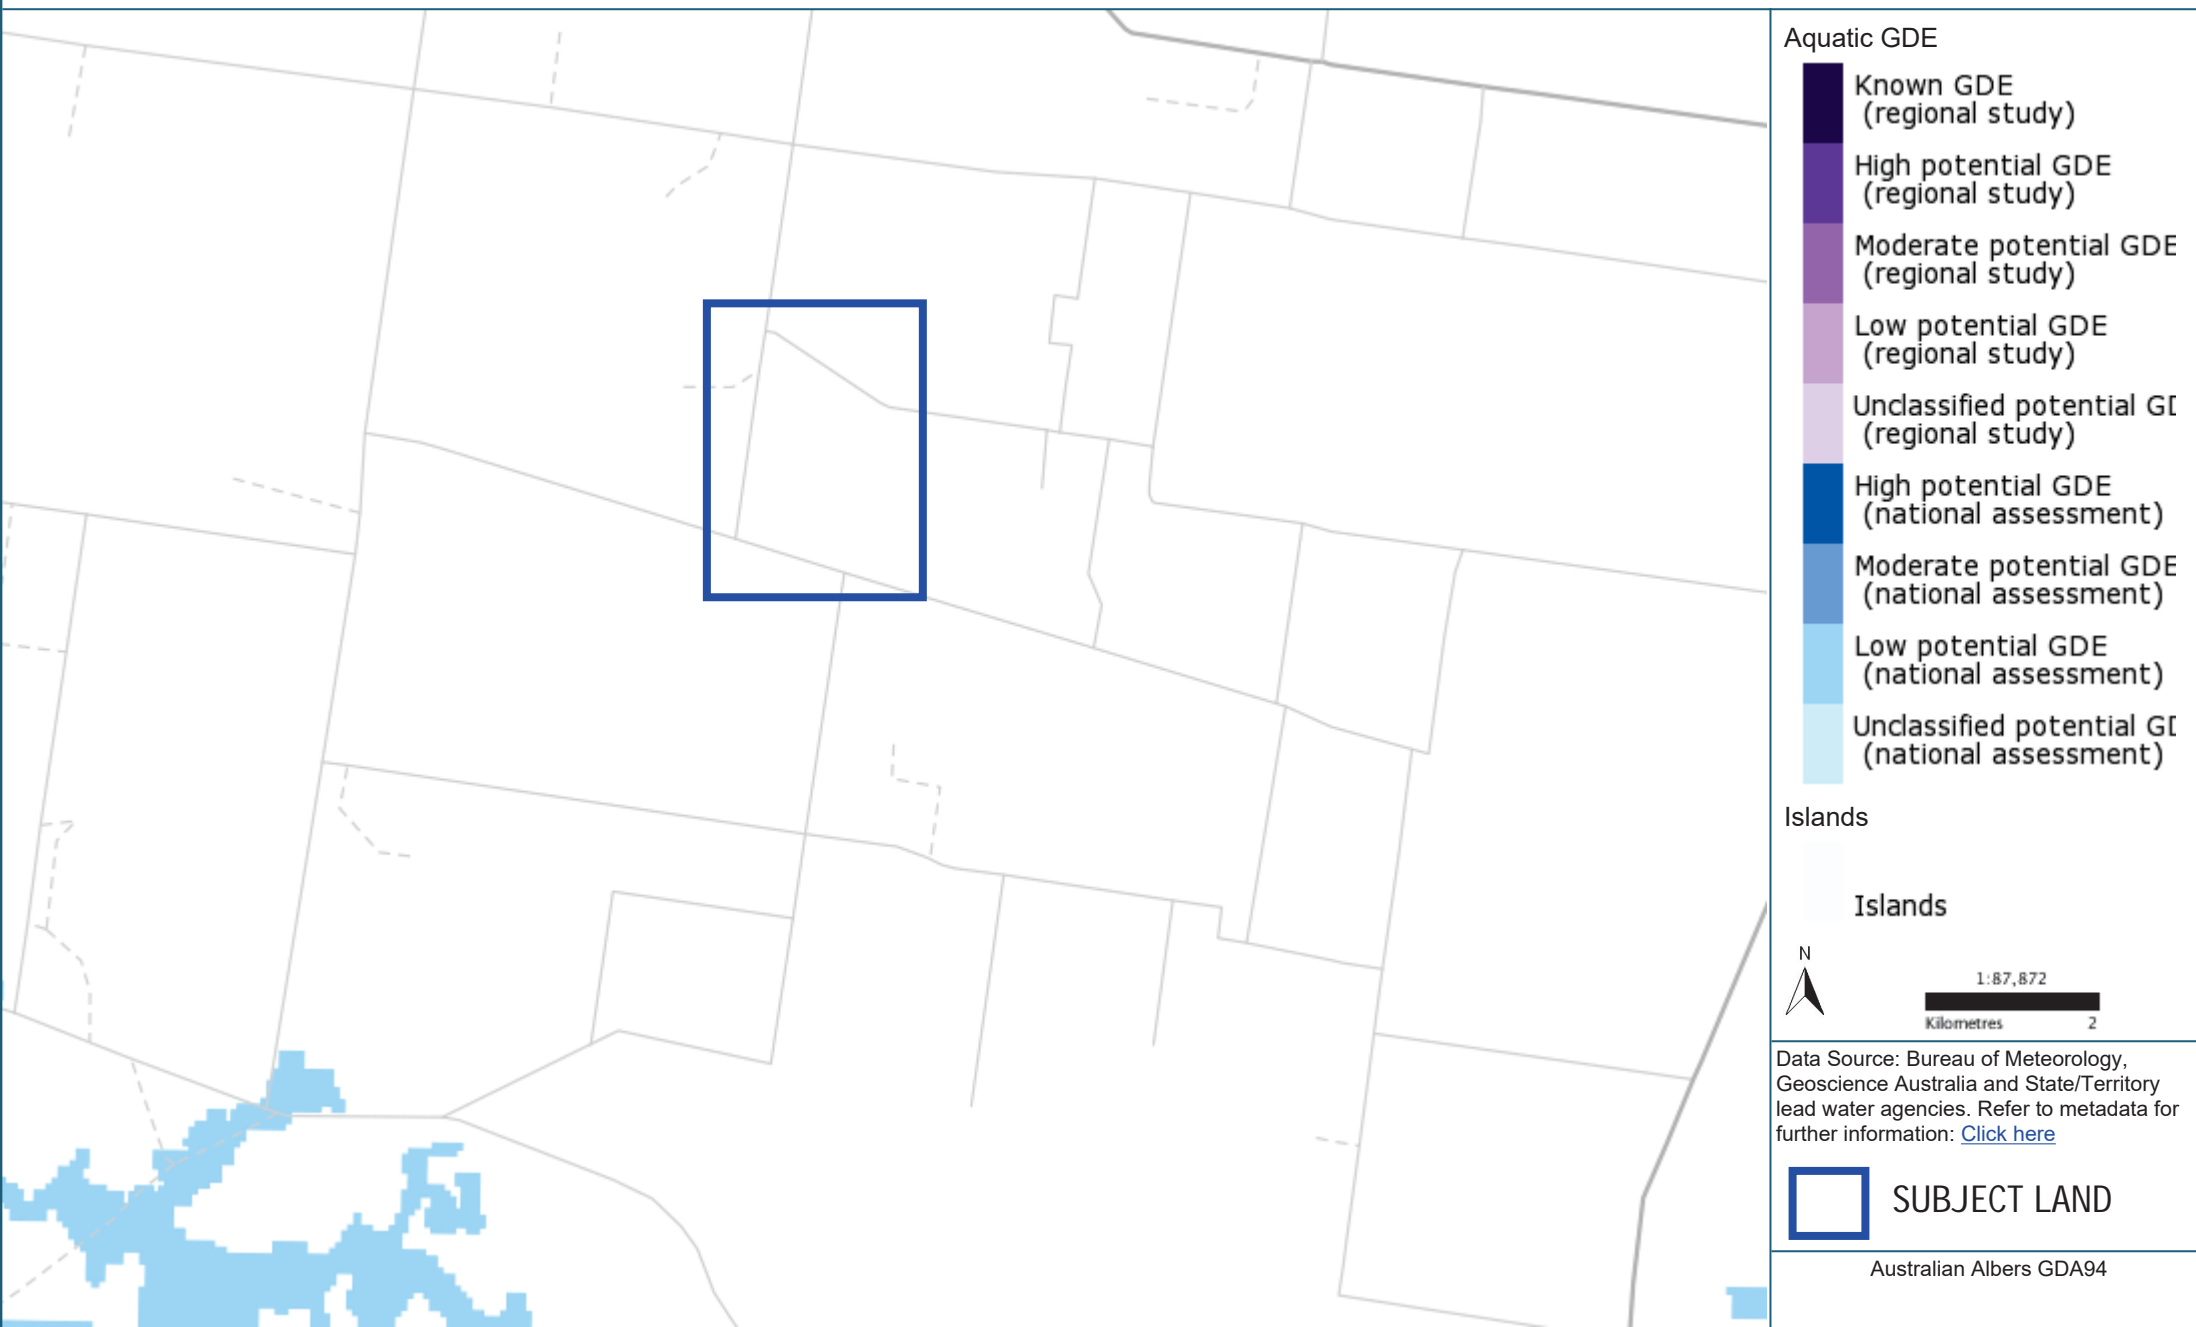 Aquatic GDE
Known GDE
(regional study)
High potential GDE
(regional study)
Moderate potential GDE
(regional study)
Low potential GDE
(regional study)
Unclassified potential GD
(regional study)
High potential GDE
(national assessment)
Moderate potential GDE
(national assessment)
Low potential GDE
(national assessment)
Unclassified potential GD
(national assessment)
Islands
Islands
N
1:87,872
Kilometres 2
Data Source: Bureau of Meteorology,
Geoscience Australia and State/Territory
lead water agencies. Refer to metadata for
further information: Click here
SUBJECT LAND
Australian Albers GDA94